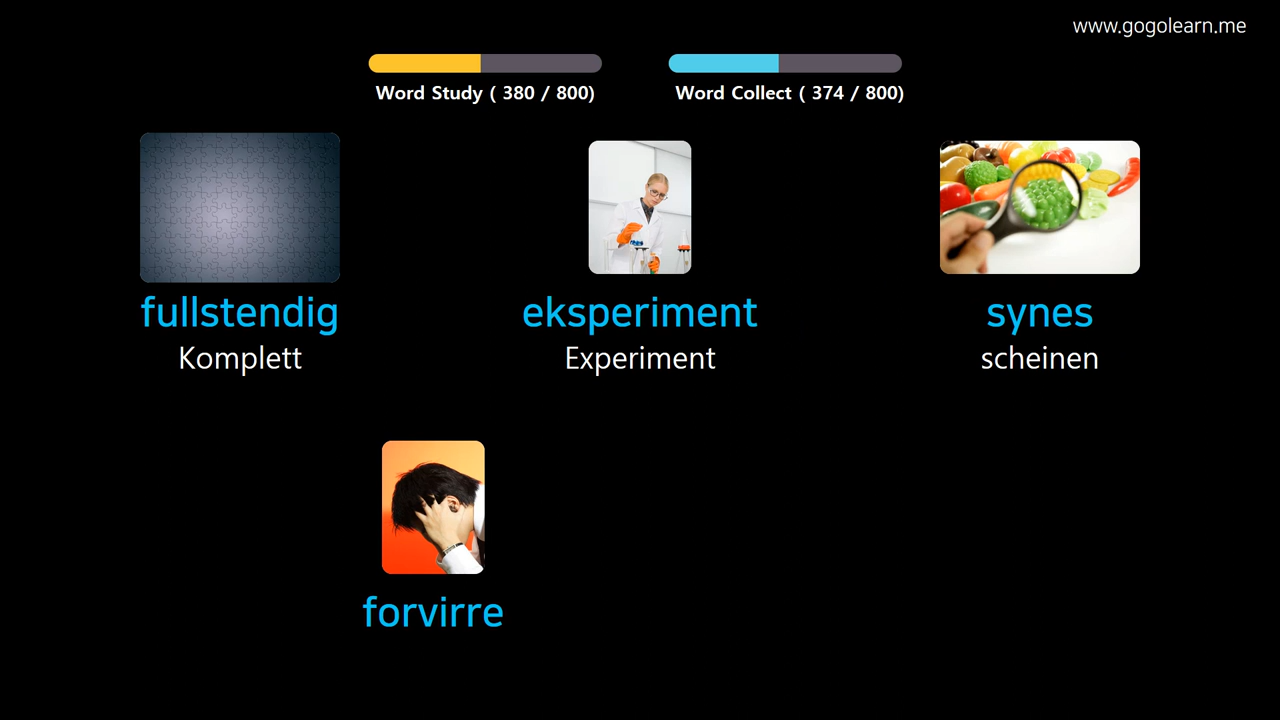 www.gogolearn.me
Word Study ( 380 / 800)
Word Collect ( 374 / 800)
fullstendig
Komplett
eksperiment
Experiment
synes
scheinen
forvirre